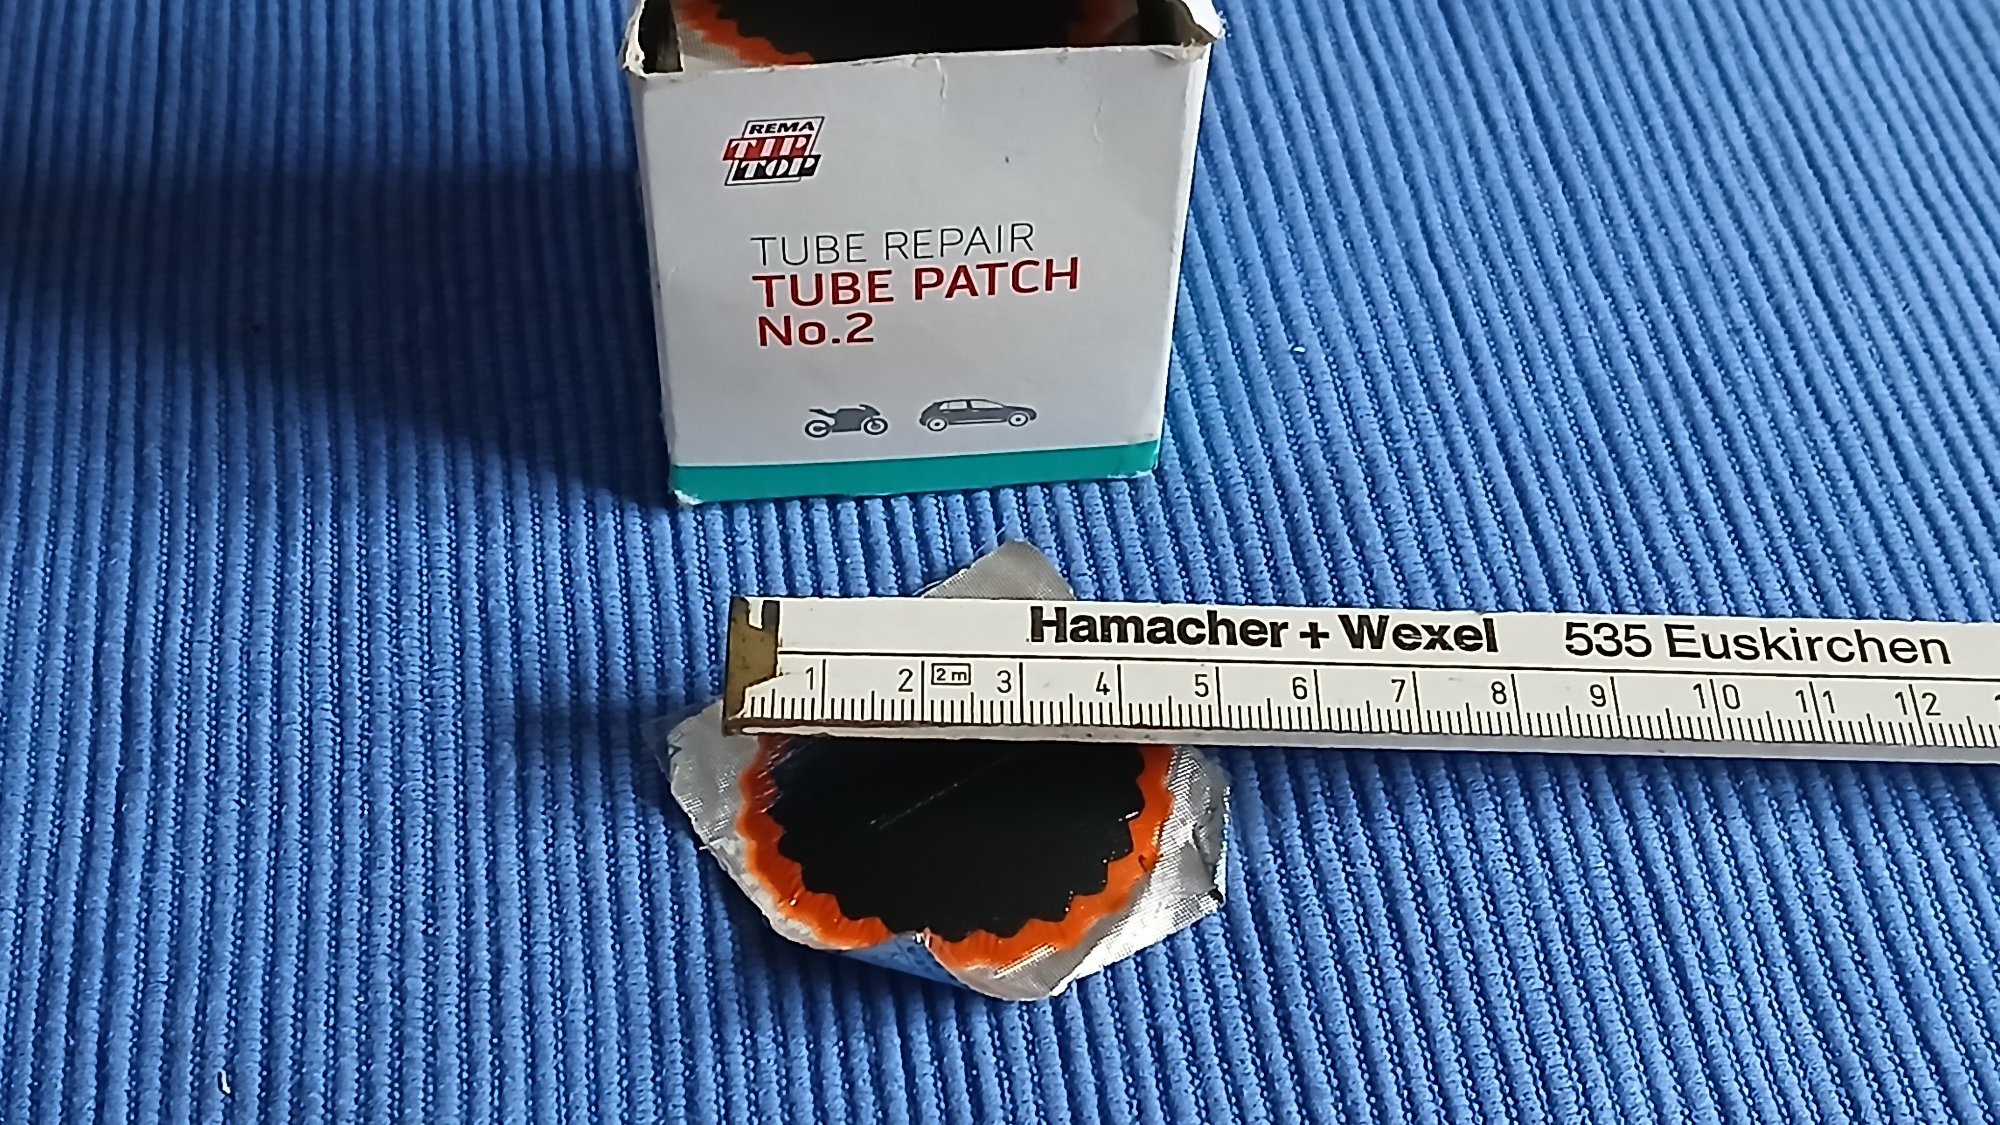 REMA
TIP
TOP
TUBE REPAIR
TUBE PATCH
No.2
Hamacher + Wexel 535 Euskirchen
1 2 2 m 3 4 5 6 7 8 9 10 11 12